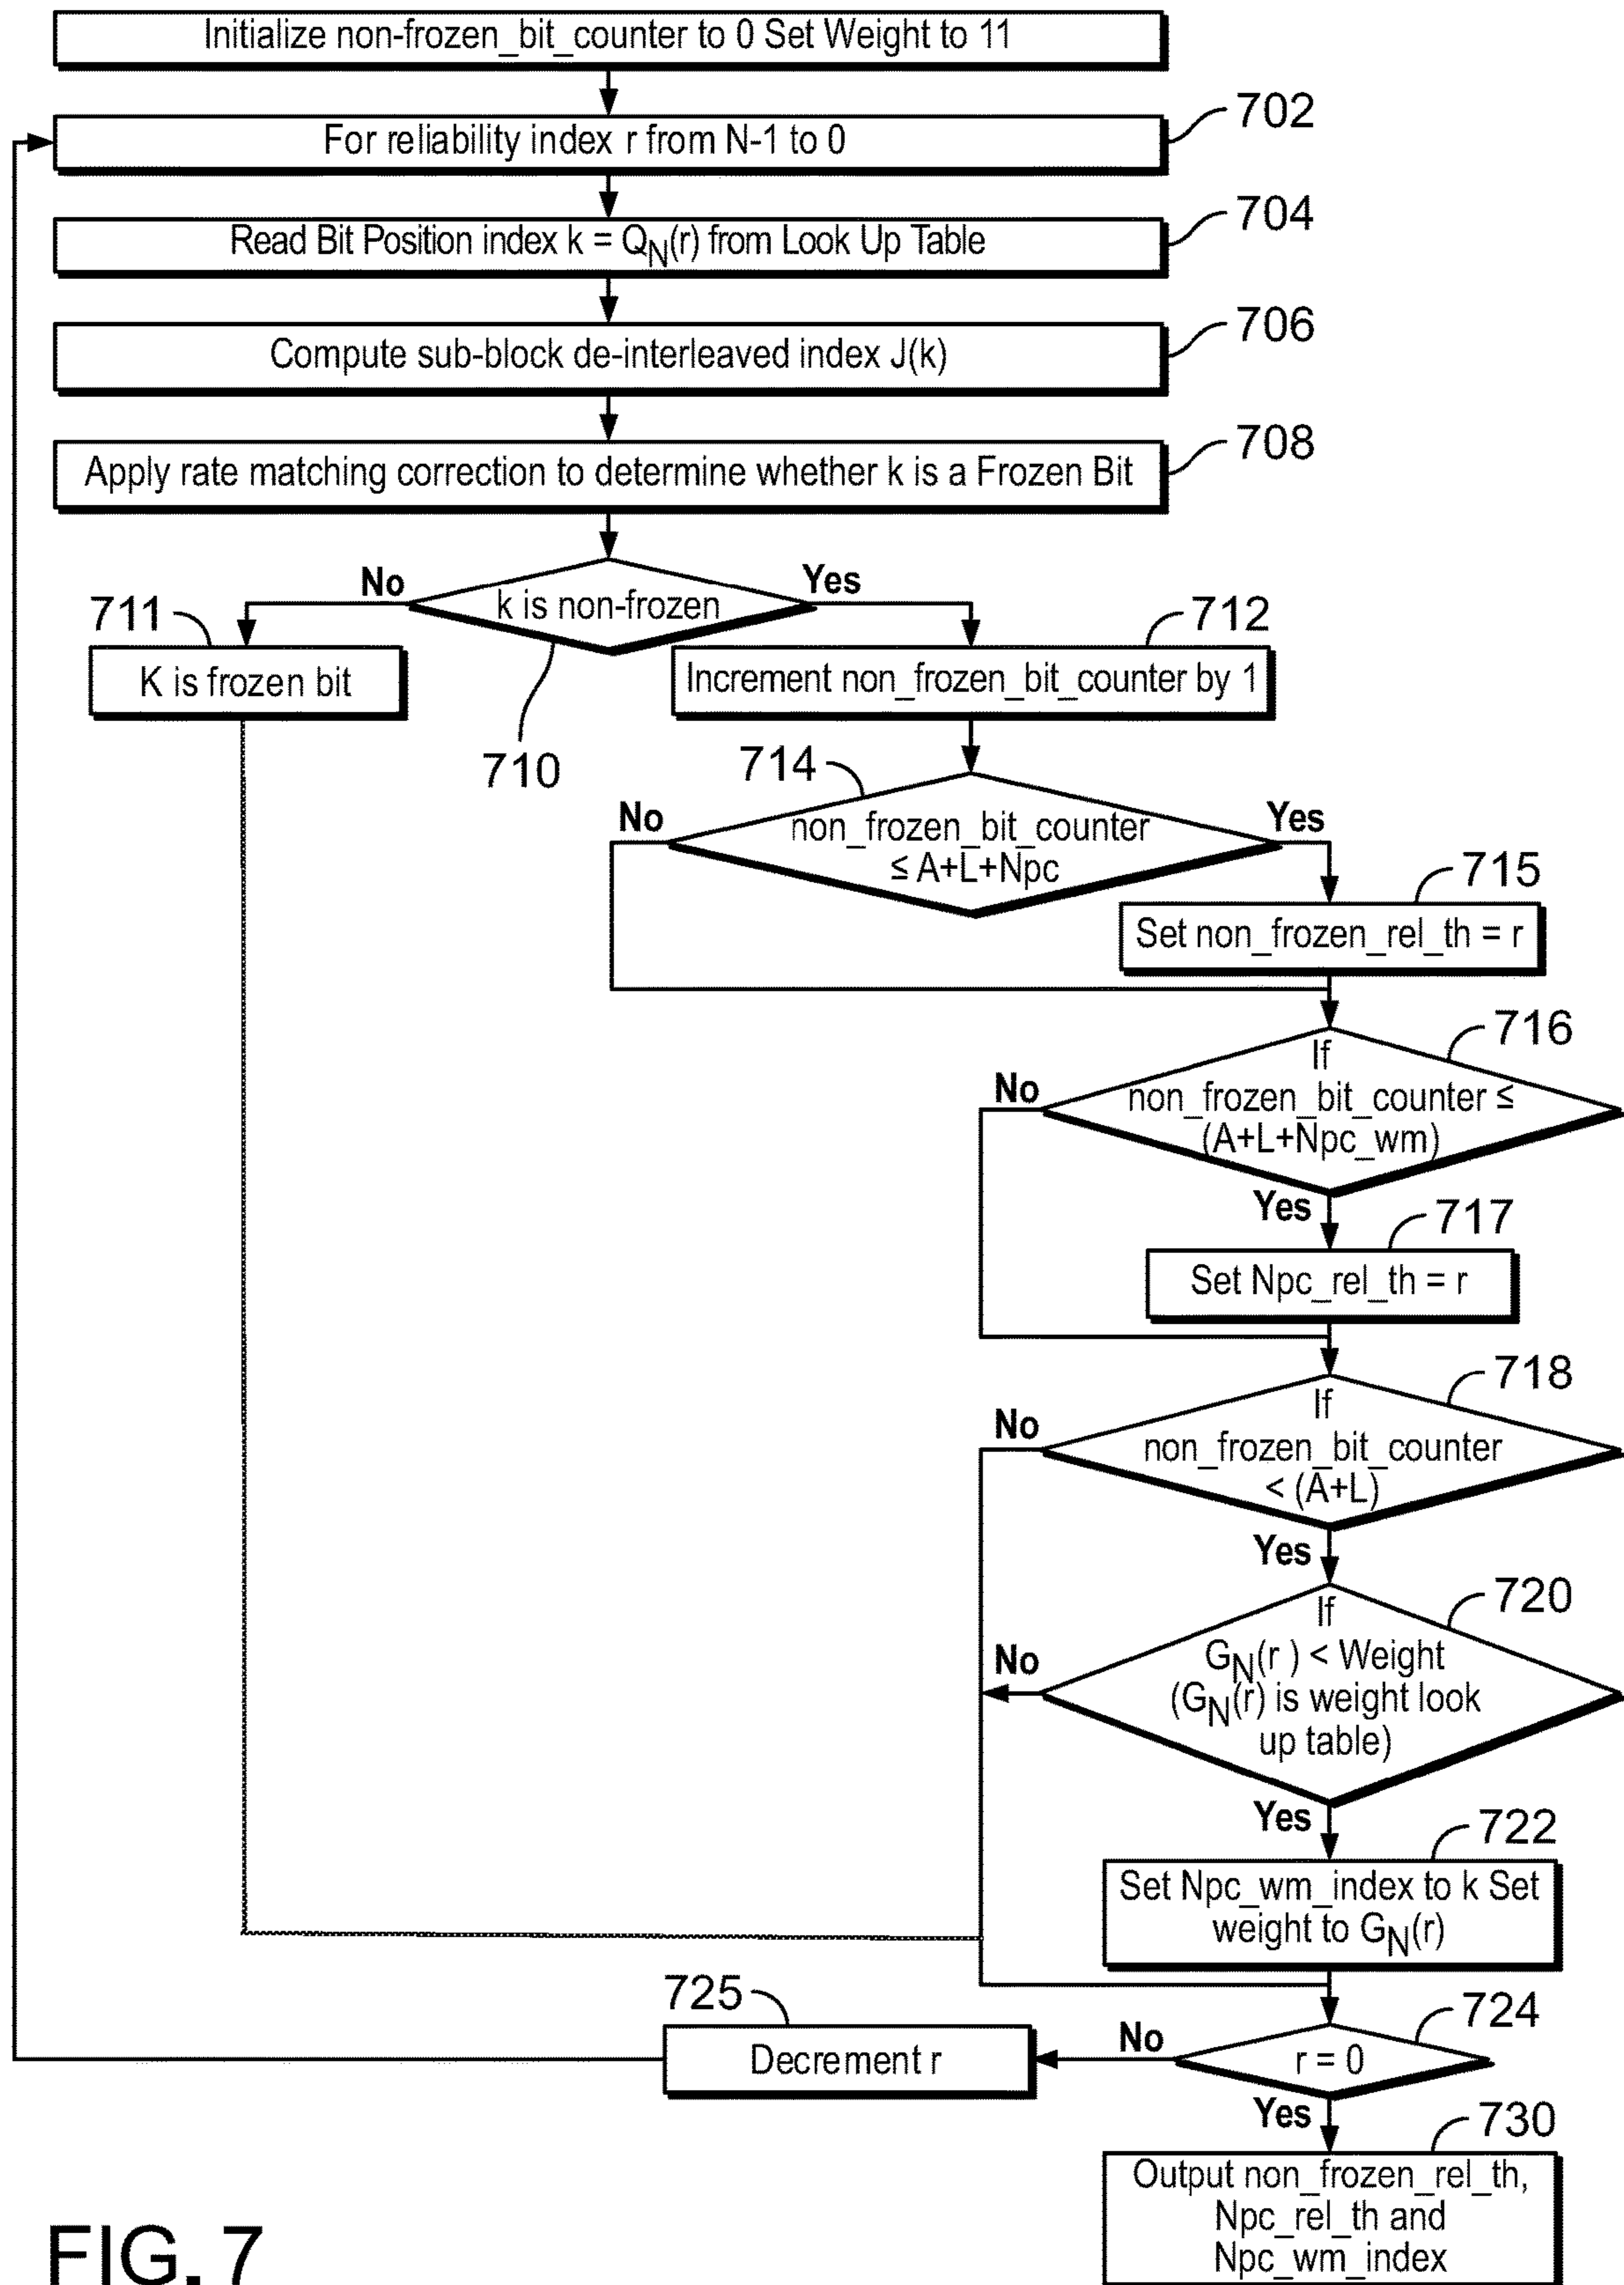 Initialize non-frozen_bit_counter to 0 Set Weight to 11
702
For reliability index r from N-1 to 0
704
Read Bit Position index k = QN(r) from Look Up Table
706
Compute sub-block de-interleaved index J(k)
708
Apply rate matching correction to determine whether k is a Frozen Bit
No
Yes
k is non-frozen
710
711
K is frozen bit
712
Increment non_frozen_bit_counter by 1
714
No
Yes
non_frozen_bit_counter
≤ A+L+Npc
715
Set non_frozen_rel_th = r
716
If
No
non_frozen_bit_counter ≤
(A+L+Npc_wm)
Yes
717
Set Npc_rel_th = r
718
If
No
non_frozen_bit_counter
< (A+L)
Yes
720
If
No
GN(r ) < Weight
(GN(r) is weight look
up table)
Yes
722
Set Npc_wm_index to k Set
weight to GN(r)
724
No
r = 0
725
Decrement r
Yes
730
Output non_frozen_rel_th,
Npc_rel_th and
Npc_wm_index
FIG. 7